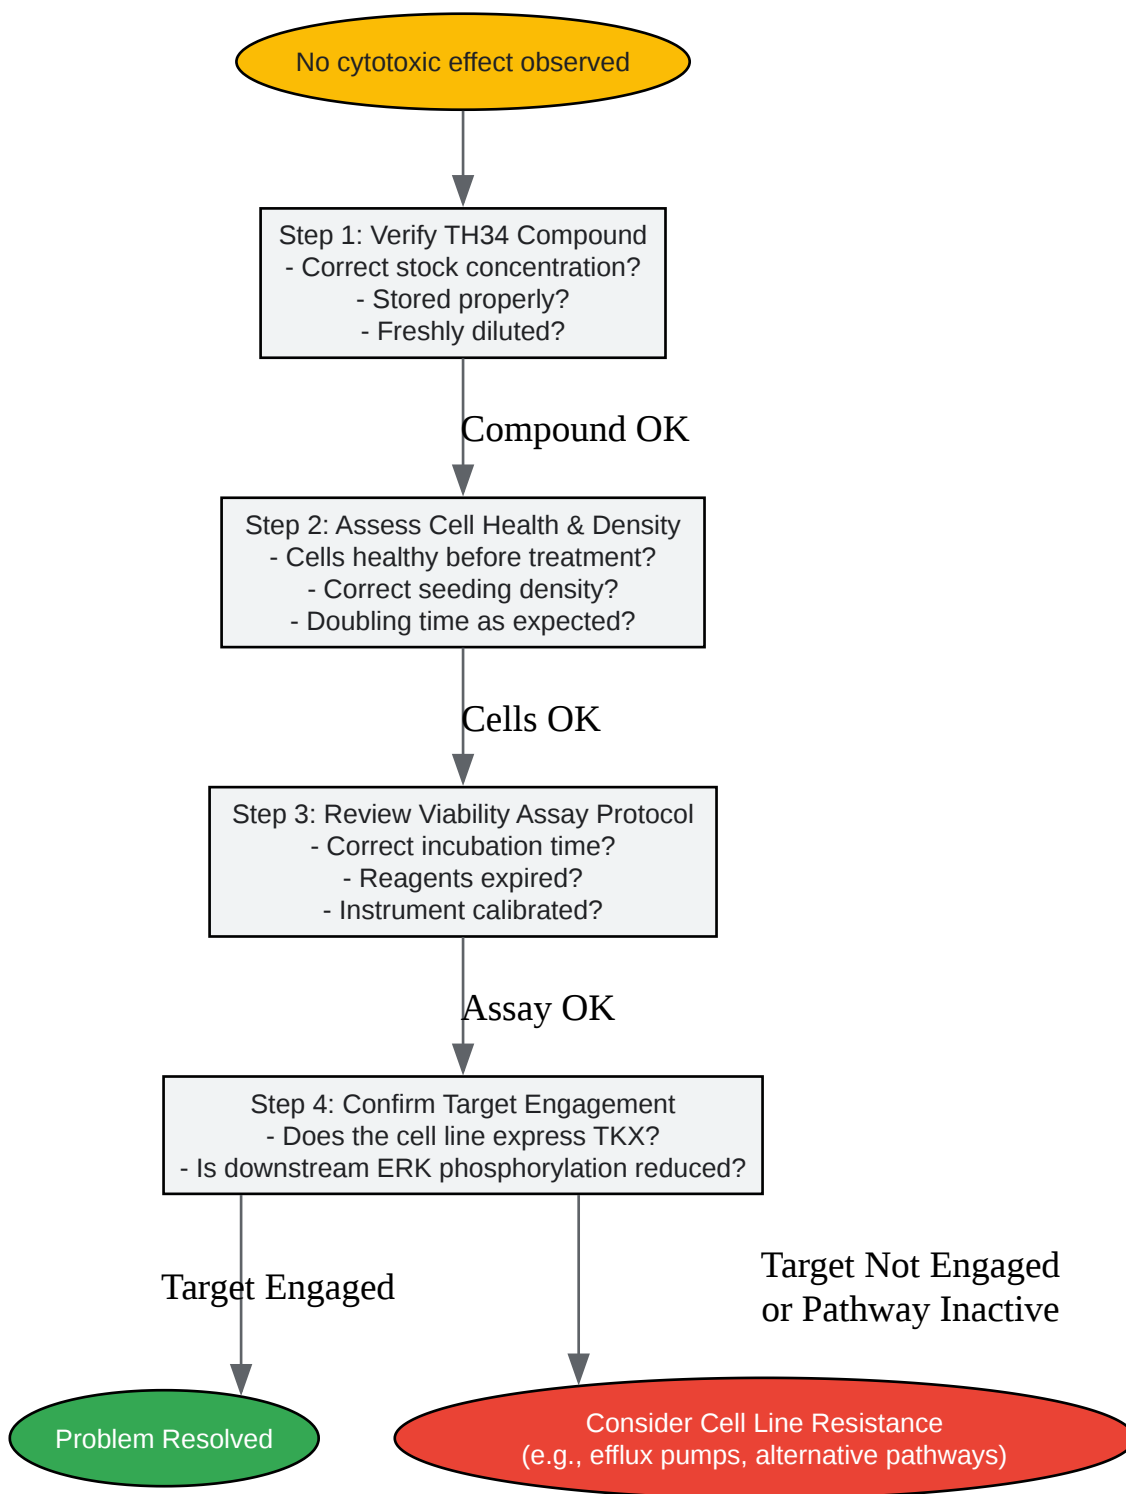 No cytotoxic effect observed
Step 1: Verify TH34 Compound
- Correct stock concentration?
- Stored properly?
- Freshly diluted?
Compound OK
Step 2: Assess Cell Health & Density
- Cells healthy before treatment?
- Correct seeding density?
- Doubling time as expected?
Cells OK
Step 3: Review Viability Assay Protocol
- Correct incubation time?
- Reagents expired?
- Instrument calibrated?
Assay OK
Step 4: Confirm Target Engagement
- Does the cell line express TKX?
- Is downstream ERK phosphorylation reduced?
Target Engaged
Target Not Engaged
or Pathway Inactive
Problem Resolved
Consider Cell Line Resistance
(e.g., efflux pumps, alternative pathways)